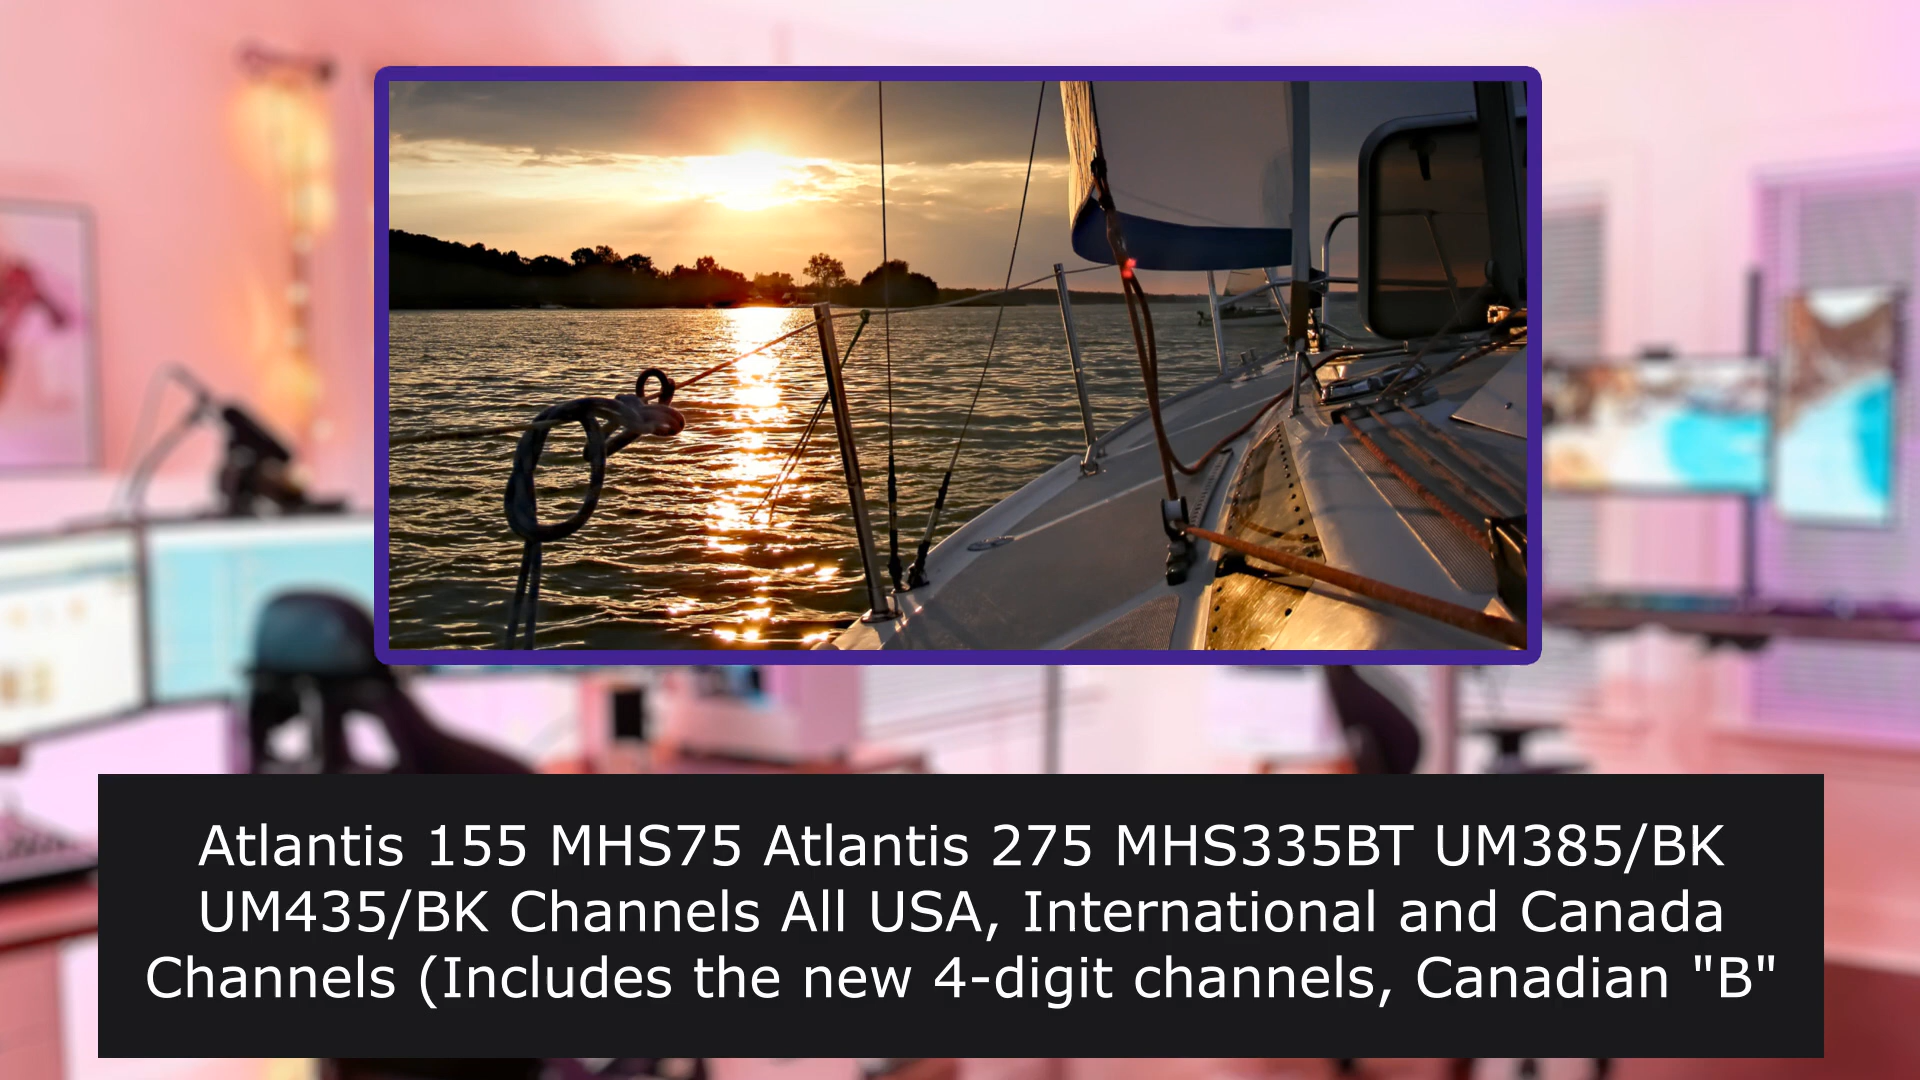 Atlantis 155 MHS75 Atlantis 275 MHS335BT UM385/BK
UM435/BK Channels All USA, International and Canada
Channels (Includes the new 4-digit channels, Canadian "B"